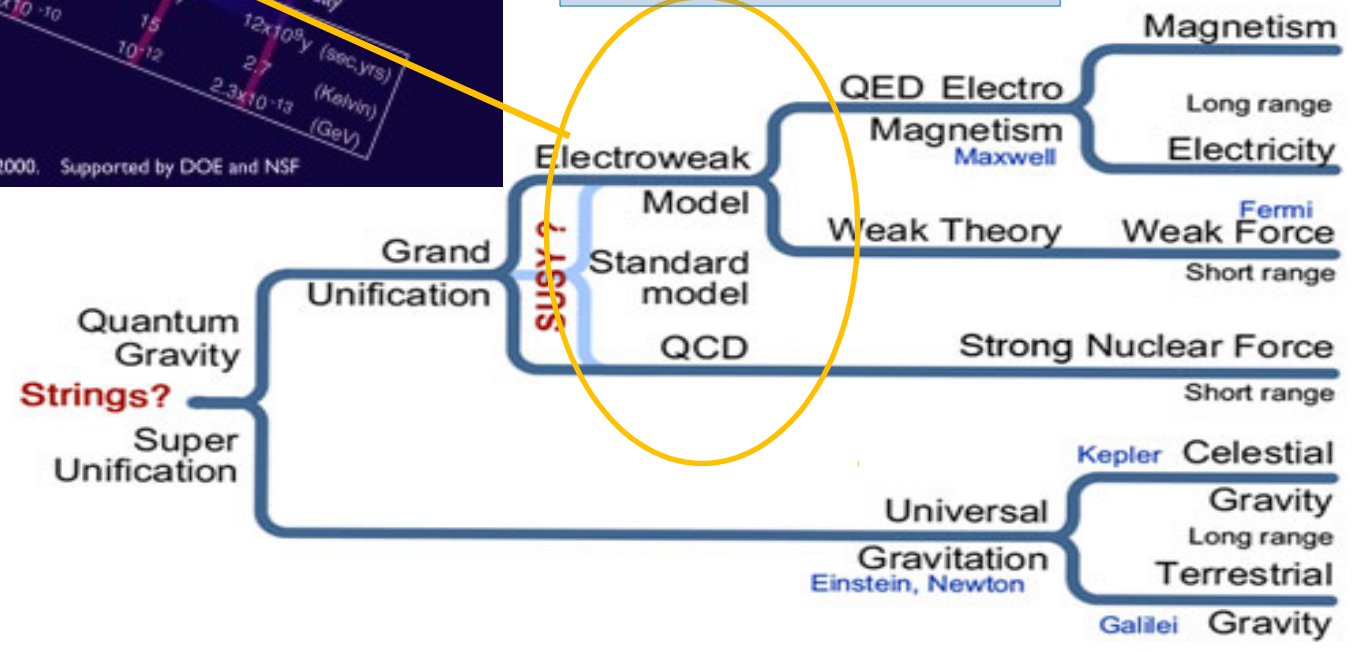 15
10-12
12x10⁹y (sec,yrs)
2.7 (Kelvin)
2.3x10-13 (GeV)
2000. Supported by DOE and NSF
Magnetism
QED Electro
Long range
Magnetism
Maxwell
Electricity
Electroweak
Model
Fermi
Weak Theory
Weak Force
Short range
Grand
Unification
SUSY ?
Standard
model
Quantum
Gravity
QCD
Strong Nuclear Force
Short range
Strings?
Super
Unification
Kepler Celestial
Gravity
Long range
Universal
Gravitation
Einstein, Newton
Terrestrial
Galilei Gravity